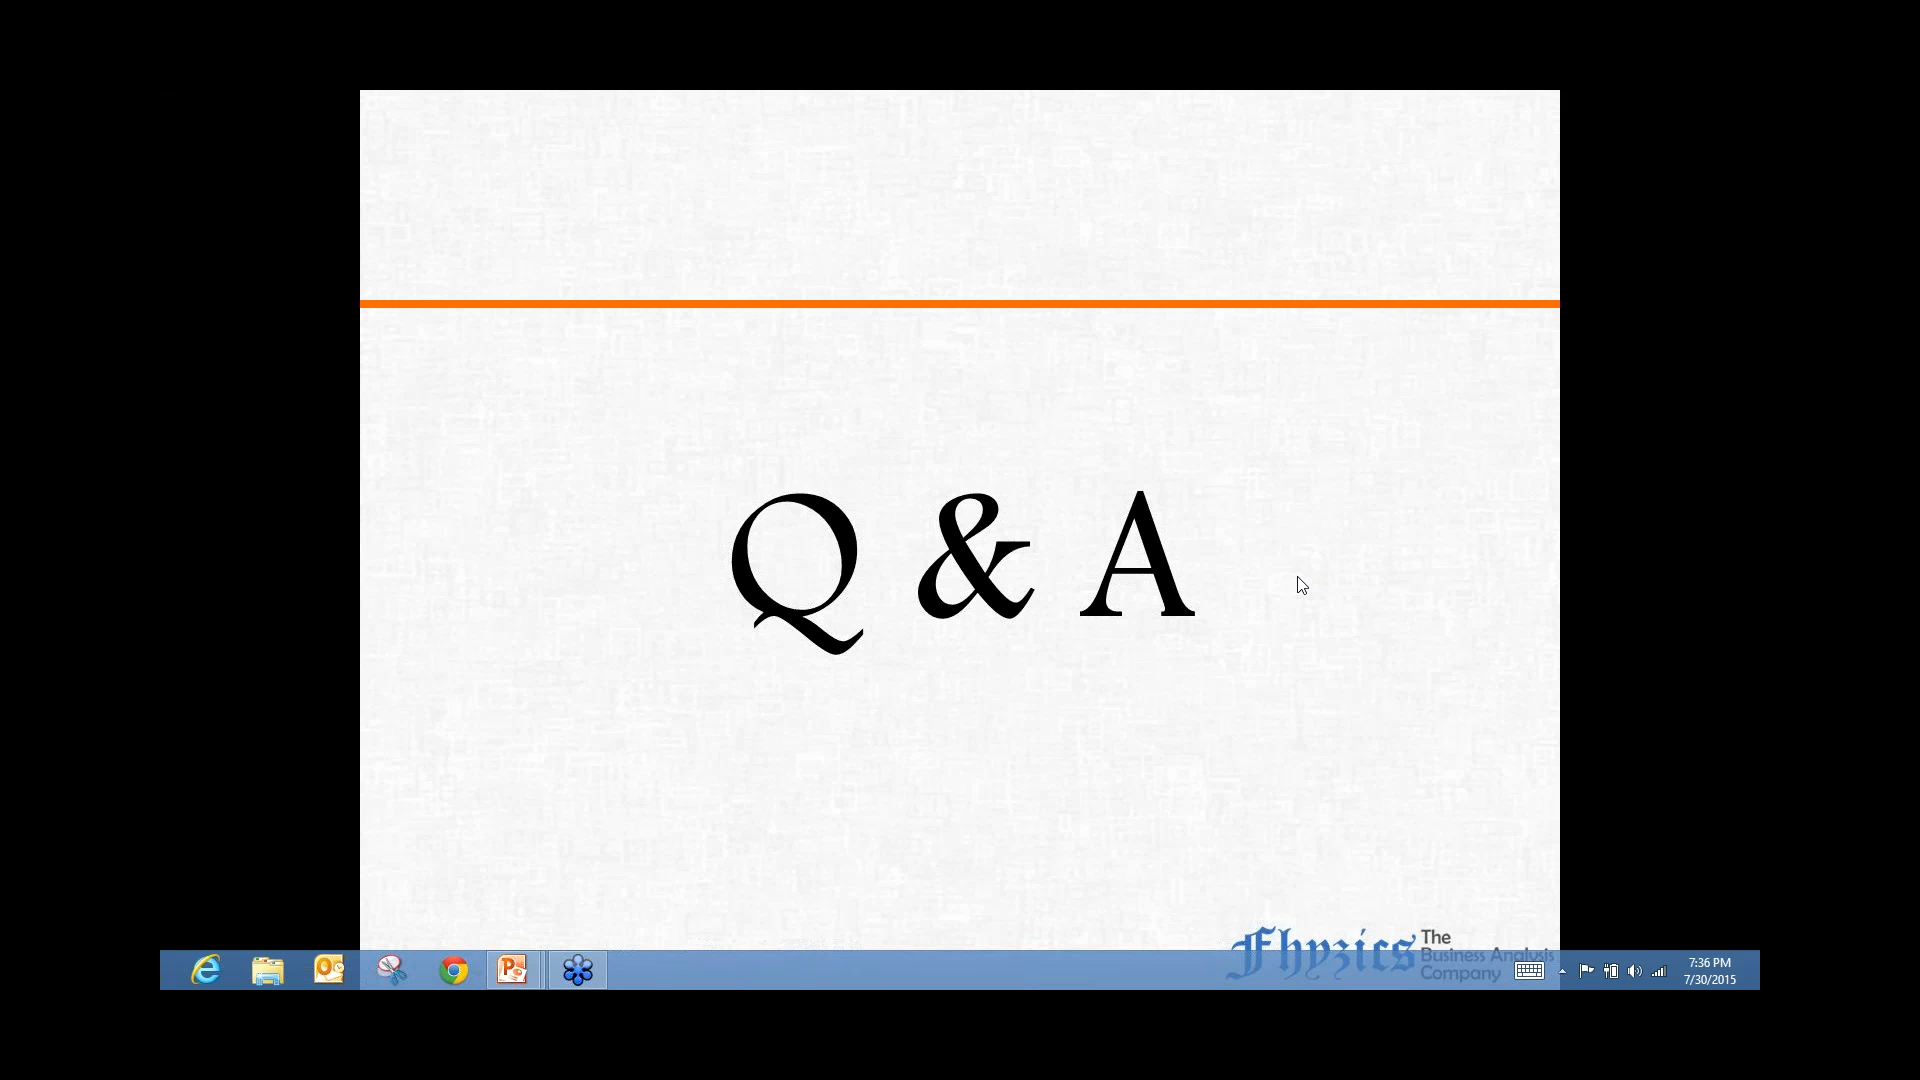 Q & A
Fhyzics
The
Business Analysis
Company
7:36 PM
7/30/2015